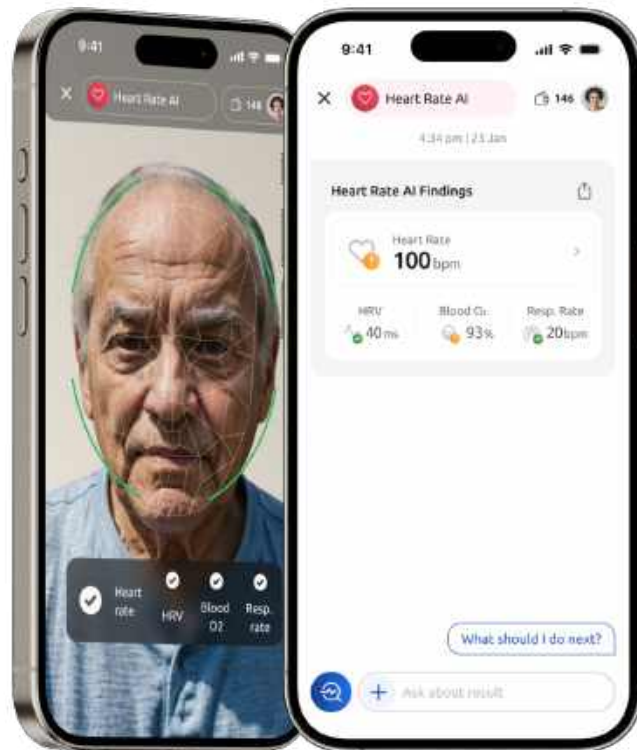 9:41
Heart Rate AI
146
Heart rate
HRV
Blood O2
Resp. rate
9:41
Heart Rate AI
146
4:34 pm | 23 Jan
Heart Rate AI Findings
Heart Rate
100 bpm
HRV
40 ms
Blood O₂
93%
Resp. Rate
20 bpm
What should I do next?
Ask about result